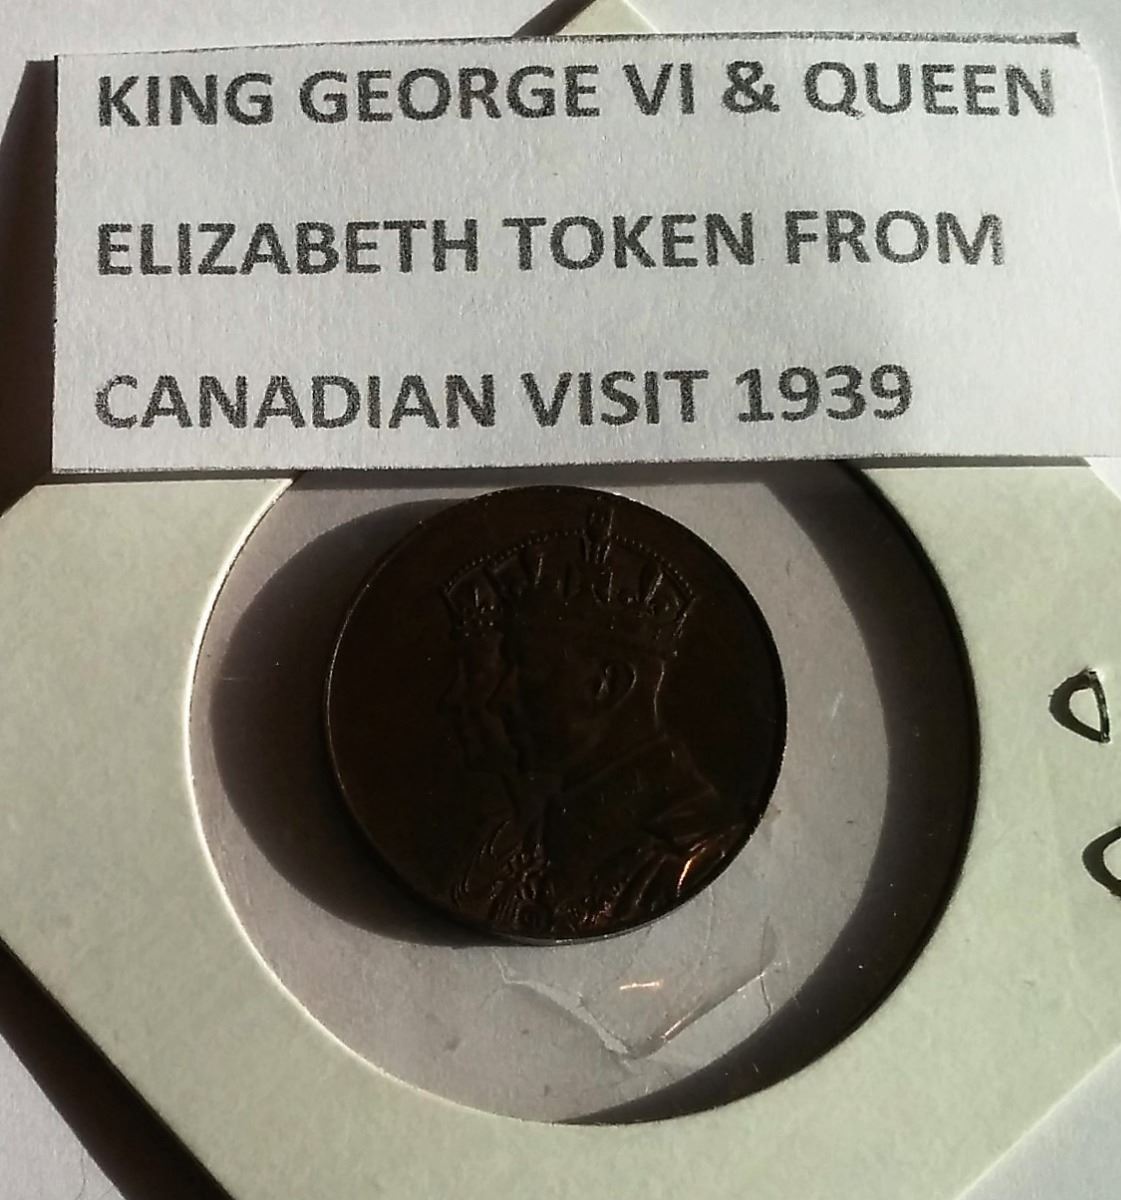 KING GEORGE VI & QUEEN
ELIZABETH TOKEN FROM
CANADIAN VISIT 1939